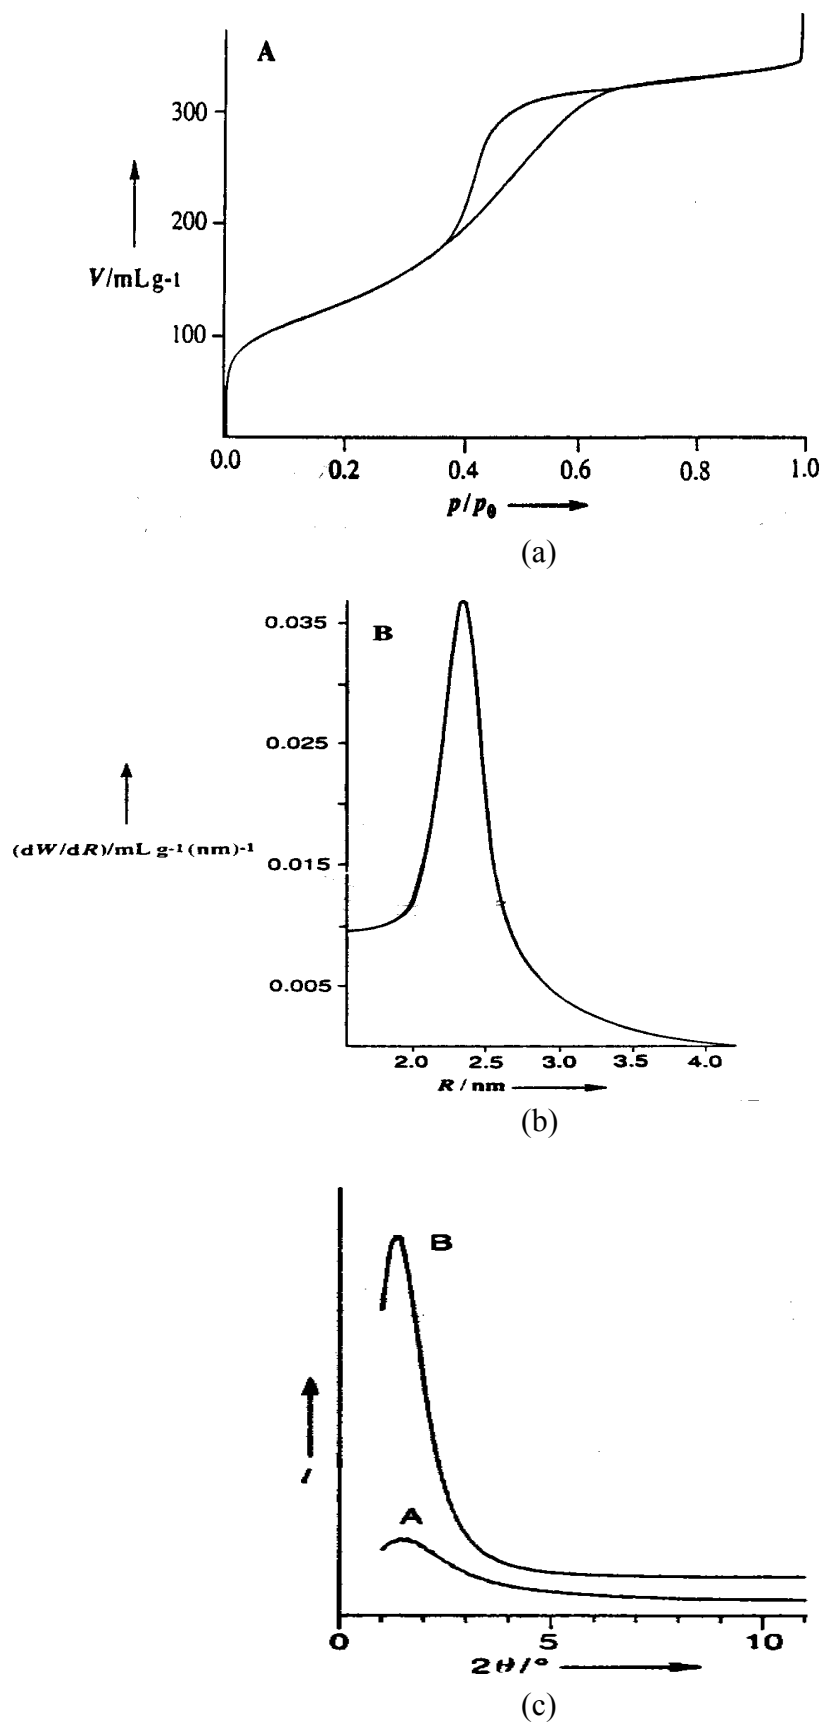 A
300
200
V/mLg-1
100
0.0 0.2 0.4 0.6 0.8 1.0
p/p₀
(a)
0.035
B
0.025
(dW/dR)/mL g-1 (nm)-1
0.015
0.005
2.0 2.5 3.0 3.5 4.0
R/nm
(b)
B
A
I
0 5 10
2θ/°
(c)